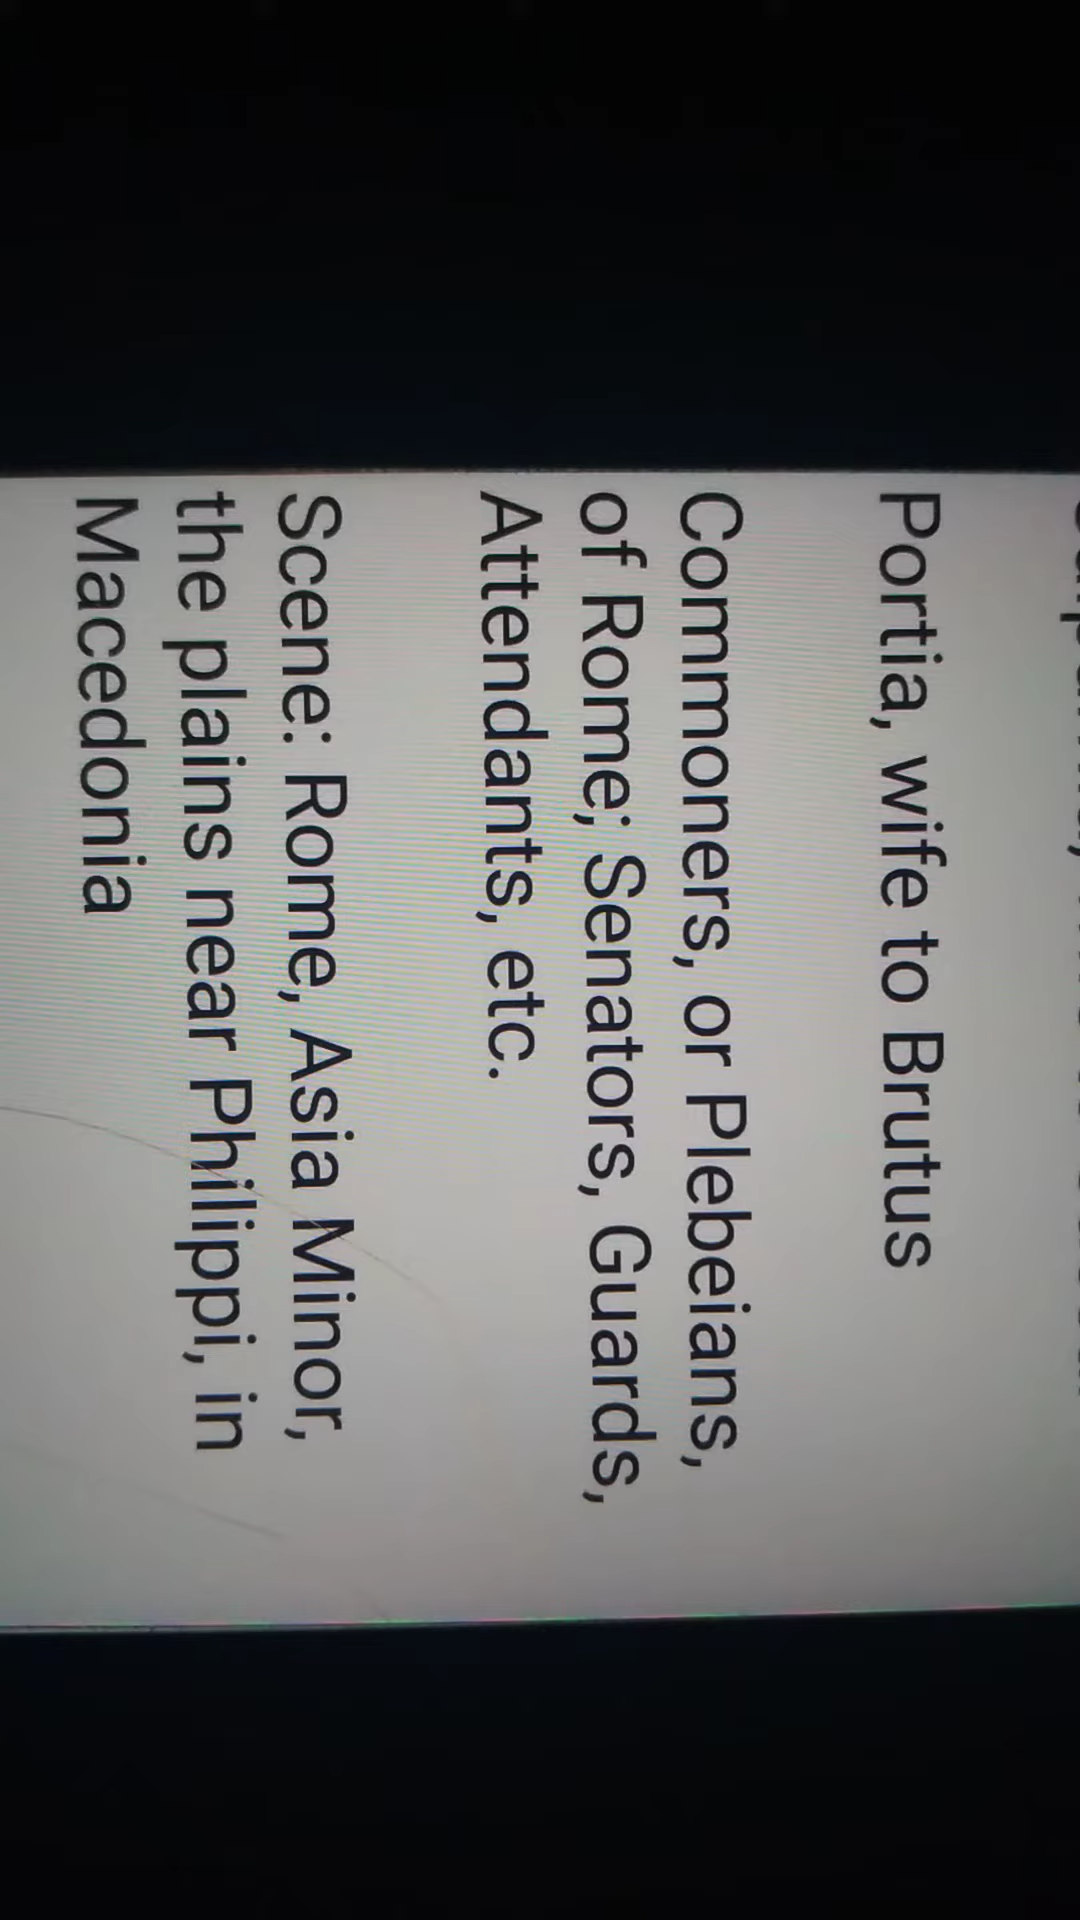 Portia, wife to Brutus
Commoners, or Plebeians,
of Rome; Senators, Guards,
Attendants, etc.
Scene: Rome, Asia Minor,
the plains near Philippi, in
Macedonia